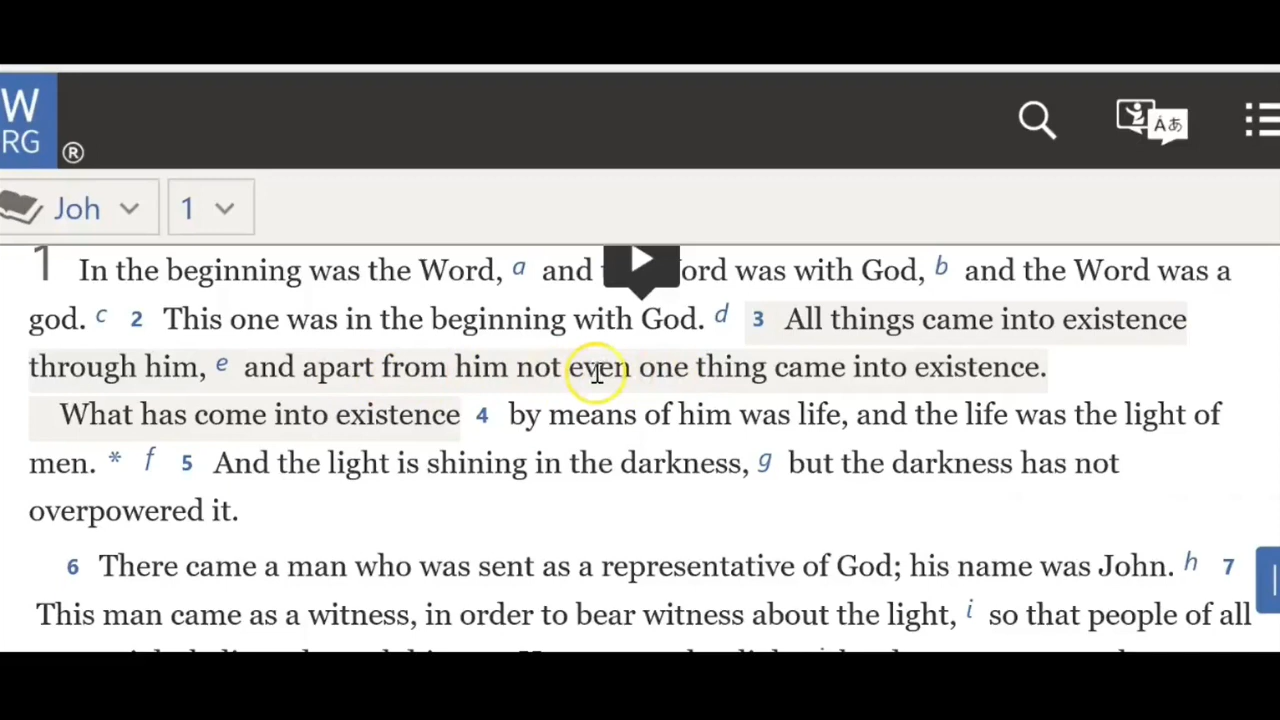 W
RG
®
Aあ
Joh
1
1 In the beginning was the Word, a and ord was with God, b and the Word was a
god. c 2 This one was in the beginning with God. d 3 All things came into existence
through him, e and apart from him not even one thing came into existence.
What has come into existence 4 by means of him was life, and the life was the light of
men. * f 5 And the light is shining in the darkness, g but the darkness has not
overpowered it.
6 There came a man who was sent as a representative of God; his name was John. h 7
This man came as a witness, in order to bear witness about the light, i so that people of all